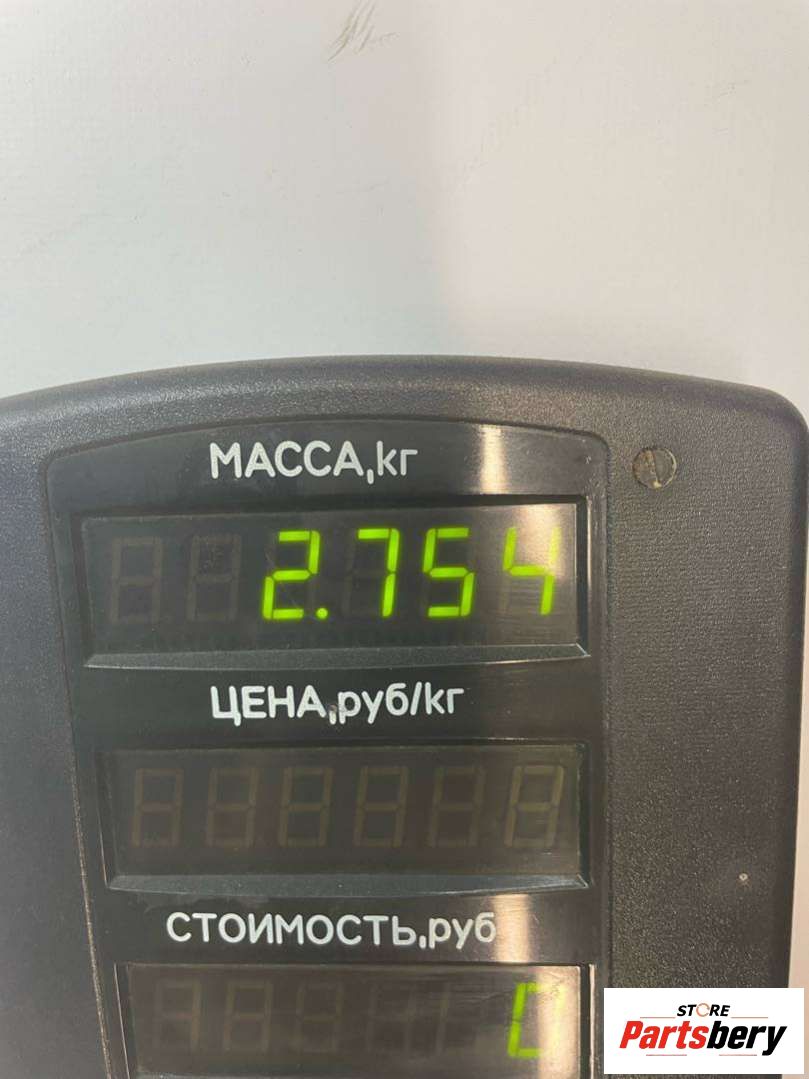 МАССА,кг
2.754
ЦЕНА,руб/кг
СТОИМОСТЬ,руб
0
STORE
Partsbery